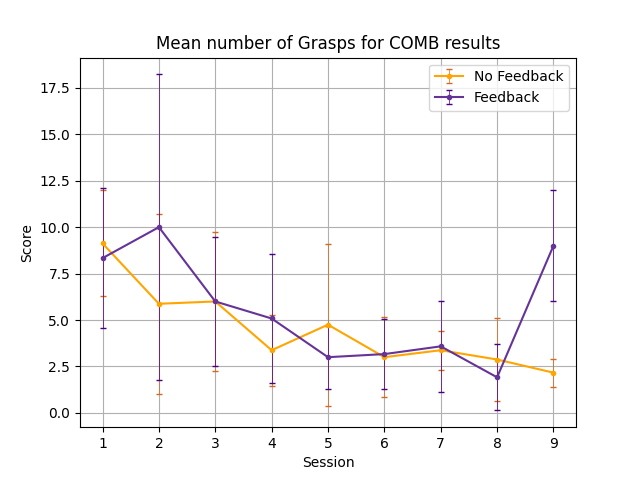 Mean number of Grasps for COMB results
No Feedback
Feedback
17.5
15.0
12.5
10.0
7.5
5.0
2.5
0.0
Score
1 2 3 4 5 6 7 8 9
Session